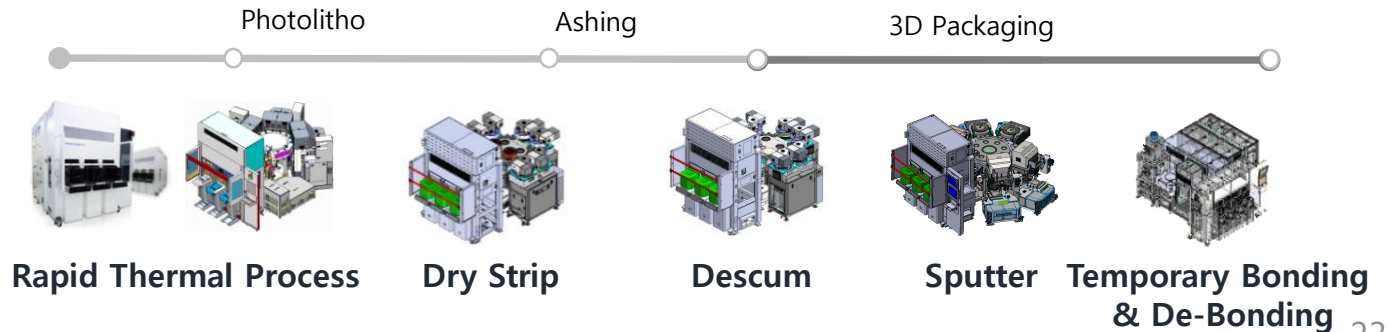 Photolitho
Ashing
3D Packaging
Rapid Thermal Process
Dry Strip
Descum
Sputter
Temporary Bonding
& De-Bonding